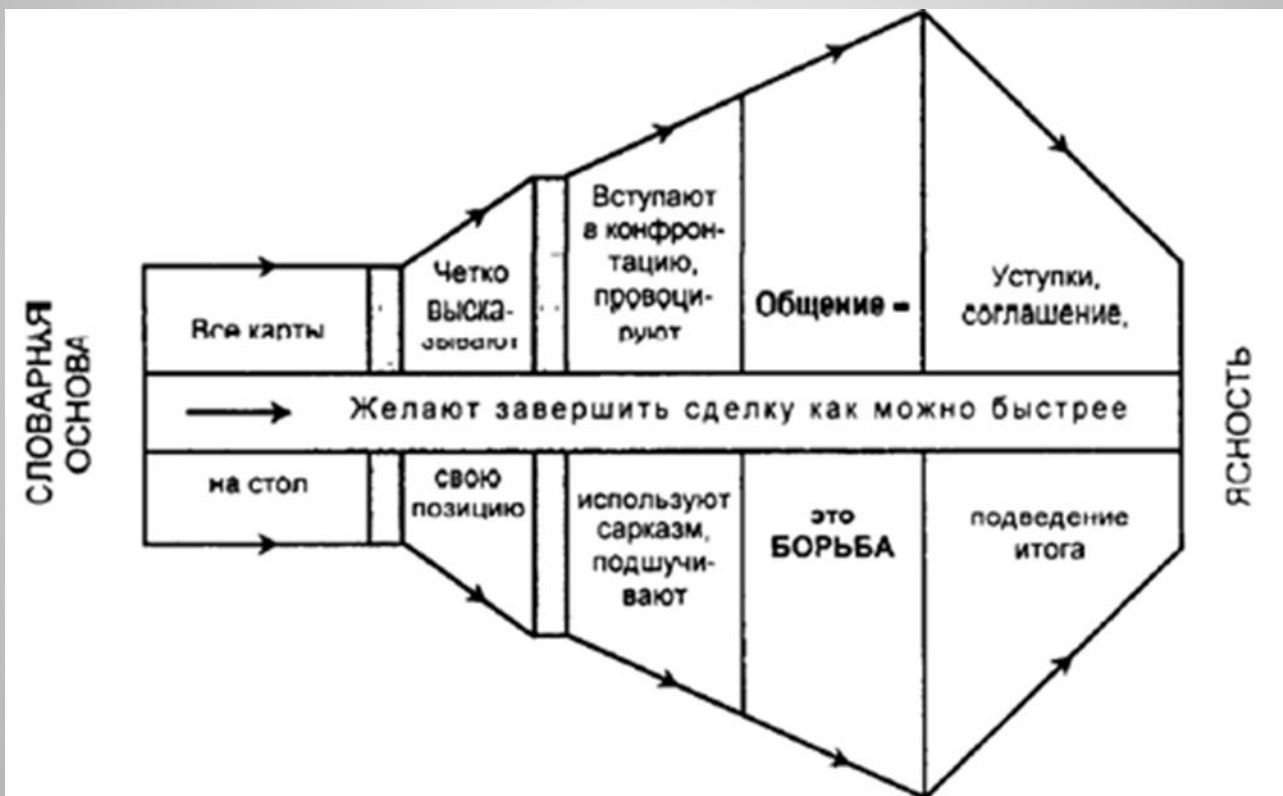 СЛОВАРНАЯ
ОСНОВА
Все карты
на стол
Четко
выска-
зывают
свою
позицию
Вступают
в конфрон-
тацию,
провоци-
руют
используют
сарказм,
подшучи-
вают
Общение =
это
БОРЬБА
Уступки,
соглашение,
подведение
итога
Желают завершить сделку как можно быстрее
ЯСНОСТЬ